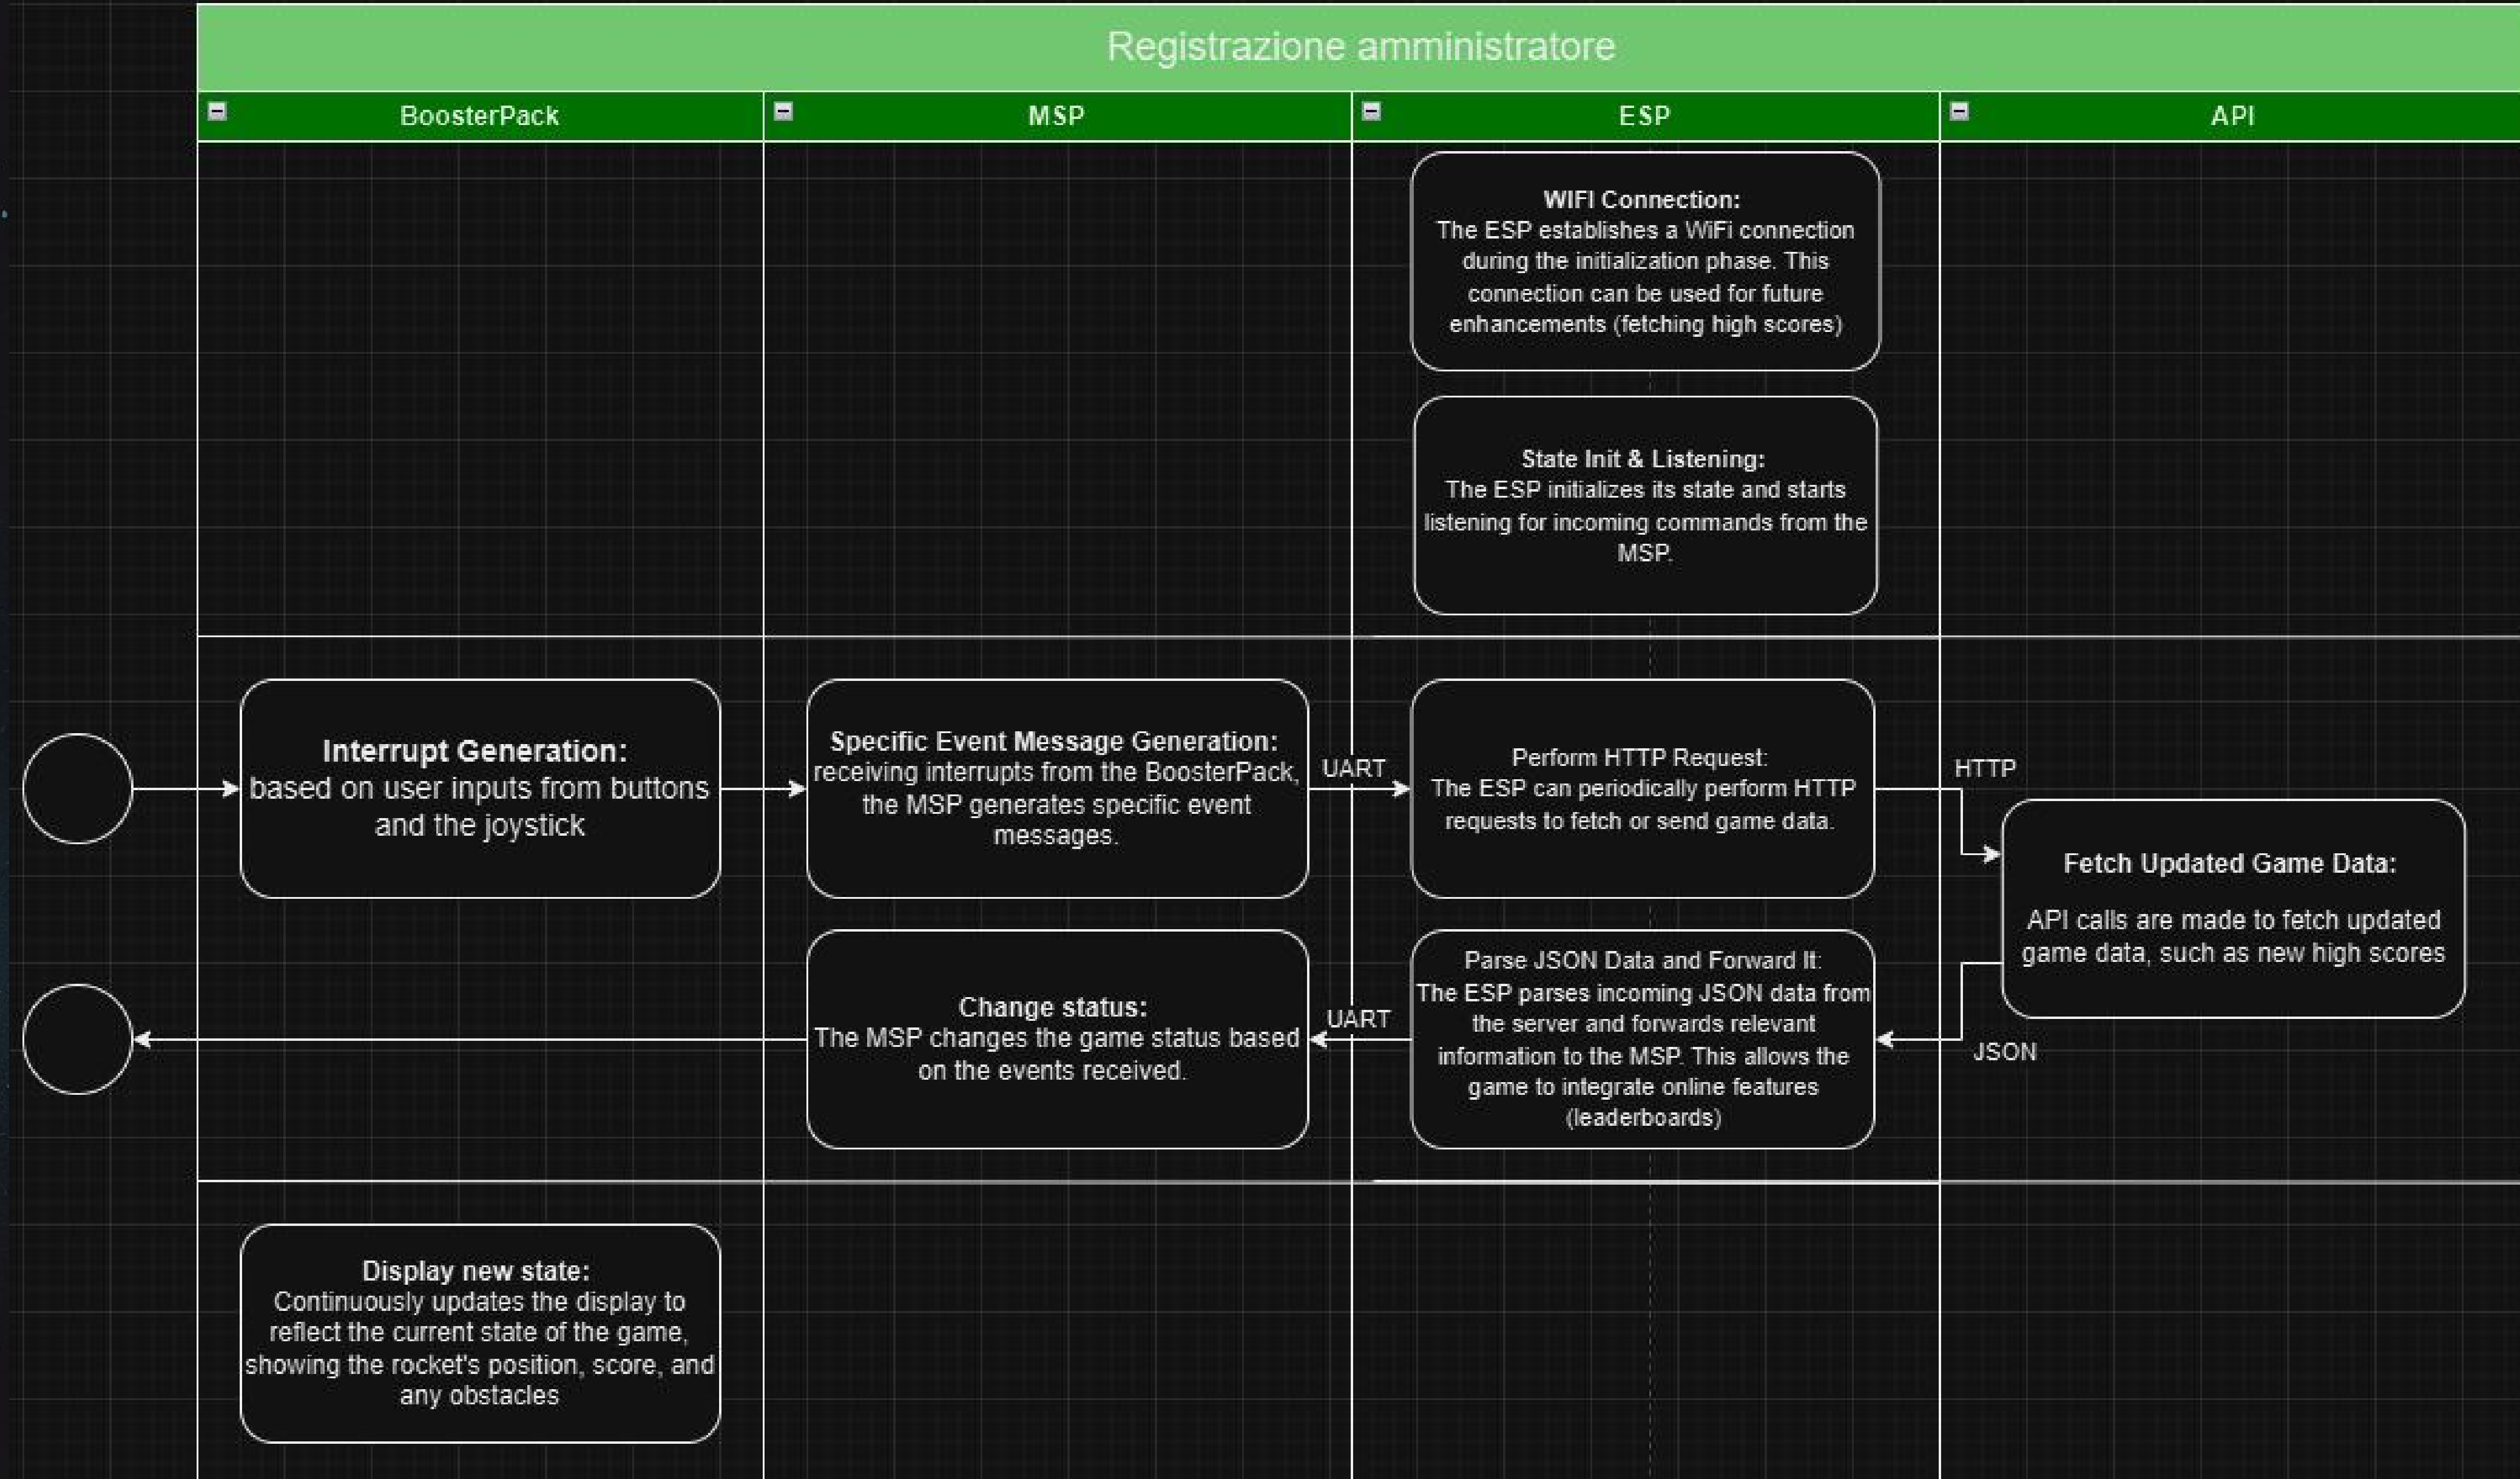 Registrazione amministratore
BoosterPack
MSP
ESP
API
WIFI Connection:
The ESP establishes a WiFi connection
during the initialization phase. This
connection can be used for future
enhancements (fetching high scores)
State Init & Listening:
The ESP initializes its state and starts
listening for incoming commands from the
MSP.
Interrupt Generation:
based on user inputs from buttons
and the joystick
Specific Event Message Generation:
receiving interrupts from the BoosterPack,
the MSP generates specific event
messages.
UART
Perform HTTP Request:
The ESP can periodically perform HTTP
requests to fetch or send game data.
HTTP
Fetch Updated Game Data:
API calls are made to fetch updated
game data, such as new high scores
JSON
Parse JSON Data and Forward It:
The ESP parses incoming JSON data from
the server and forwards relevant
information to the MSP. This allows the
game to integrate online features
(leaderboards)
UART
Change status:
The MSP changes the game status based
on the events received.
Display new state:
Continuously updates the display to
reflect the current state of the game,
showing the rocket's position, score, and
any obstacles